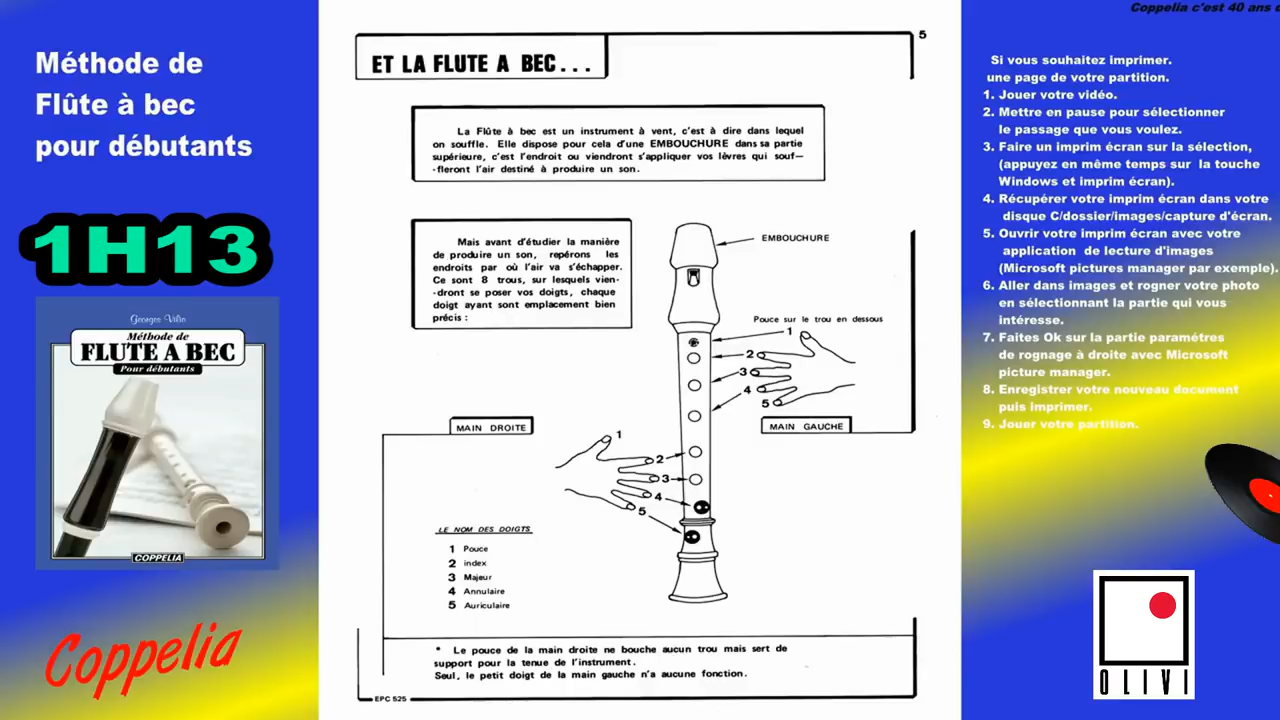 Coppelia c'est 40 ans
Méthode de
Flûte à bec
pour débutants
1H13
Georges Vilio
Méthode de
FLUTE A BEC
Pour débutants
COPPELIA
Coppelia
5
ET LA FLUTE A BEC...
La Flûte à bec est un instrument à vent, c'est à dire dans lequel
on souffle. Elle dispose pour cela d'une EMBOUCHURE dans sa partie
supérieure, c'est l'endroit ou viendront s'appliquer vos lèvres qui souf—
-fleront l'air destiné à produire un son.
Mais avant d'étudier la manière
de produire un son, repérons les
endroits par où l'air va s'échapper.
Ce sont 8 trous, sur lesquels vien-
-dront se poser vos doigts, chaque
doigt ayant sont emplacement bien
précis :
EMBOUCHURE
Pouce sur le trou en dessous
1
2
3
4
5
MAIN GAUCHE
MAIN DROITE
1
2
3
4
5
LE NOM DES DOIGTS
1 Pouce
2 index
3 Majeur
4 Annulaire
5 Auriculaire
* Le pouce de la main droite ne bouche aucun trou mais sert de
support pour la tenue de l'instrument.
Seul, le petit doigt de la main gauche n'a aucune fonction.
EPC 525
Si vous souhaitez imprimer.
une page de votre partition.
1. Jouer votre vidéo.
2. Mettre en pause pour sélectionner
le passage que vous voulez.
3. Faire un imprim écran sur la sélection,
(appuyez en même temps sur la touche
Windows et imprim écran).
4. Récupérer votre imprim écran dans votre
disque C/dossier/images/capture d'écran.
5. Ouvrir votre imprim écran avec votre
application de lecture d'images
(Microsoft pictures manager par exemple).
6. Aller dans images et rogner votre photo
en sélectionnant la partie qui vous
intéresse.
7. Faites Ok sur la partie paramétres
de rognage à droite avec Microsoft
picture manager.
8. Enregistrer votre nouveau document
puis imprimer.
9. Jouer votre partition.
OLIVI